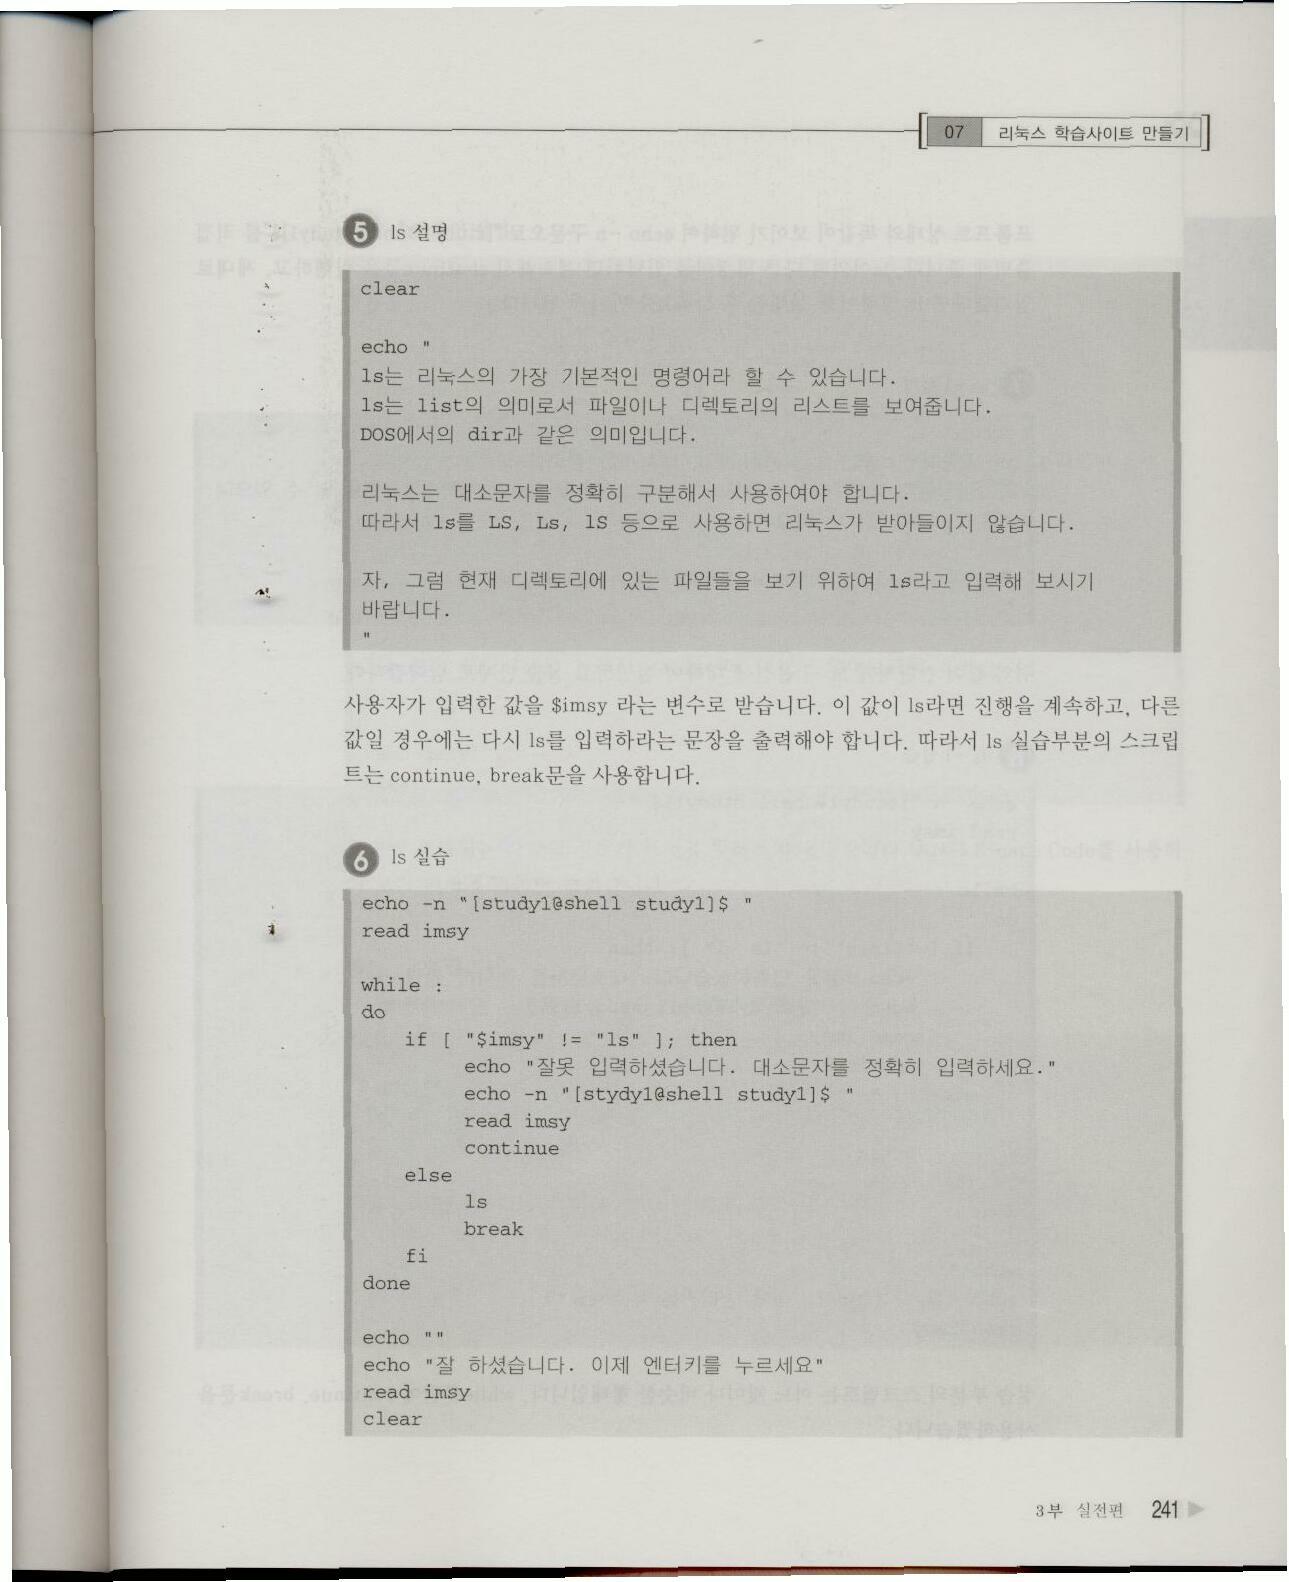 07 리눅스 학습사이트 만들기
5 ls 설명
clear
echo "
ls는 리눅스의 가장 기본적인 명령어라 할 수 있습니다.
ls는 list의 의미로서 파일이나 디렉토리의 리스트를 보여줍니다.
DOS에서의 dir과 같은 의미입니다.
리눅스는 대소문자를 정확히 구분해서 사용하여야 합니다.
따라서 ls를 LS, Ls, lS 등으로 사용하면 리눅스가 받아들이지 않습니다.
자, 그럼 현재 디렉토리에 있는 파일들을 보기 위하여 ls라고 입력해 보시기
바랍니다.
"
사용자가 입력한 값을 $imsy 라는 변수로 받습니다. 이 값이 ls라면 진행을 계속하고, 다른
값일 경우에는 다시 ls를 입력하라는 문장을 출력해야 합니다. 따라서 ls 실습부분의 스크립
트는 continue, break문을 사용합니다.
6 ls 실습
echo -n "[study1@shell study1]$ "
read imsy
while :
do
if [ "$imsy" != "ls" ]; then
echo "잘못 입력하셨습니다. 대소문자를 정확히 입력하세요."
echo -n "[stydy1@shell study1]$ "
read imsy
continue
else
ls
break
fi
done
echo ""
echo "잘 하셨습니다. 이제 엔터키를 누르세요"
read imsy
clear
3부 실전편 241